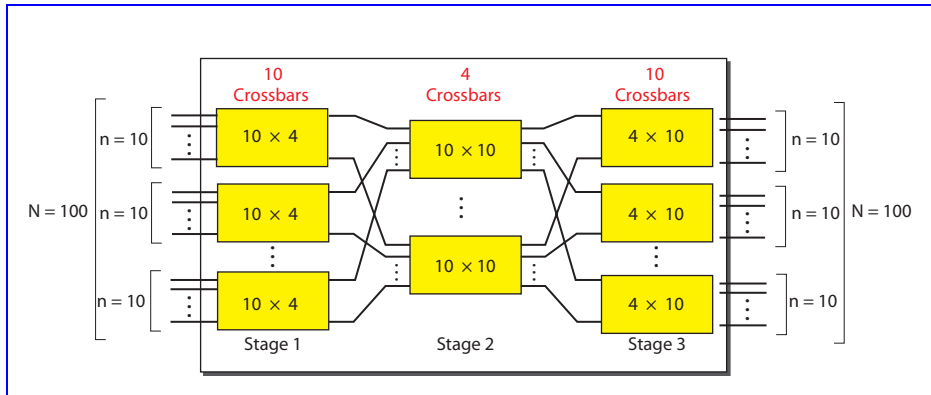 10
Crossbars
4
Crossbars
10
Crossbars
n = 10
10 × 4
10 × 10
4 × 10
n = 10
N = 100
n = 10
10 × 4
4 × 10
n = 10
N = 100
10 × 10
n = 10
10 × 4
4 × 10
n = 10
Stage 1
Stage 2
Stage 3